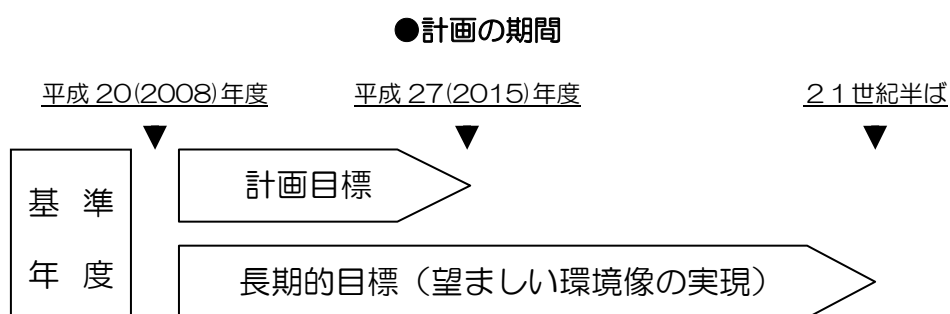 ●計画の期間
平成 20(2008)年度
平成 27(2015)年度
２１世紀半ば
▼
▼
▼
基 準
年 度
計画目標
長期的目標（望ましい環境像の実現）